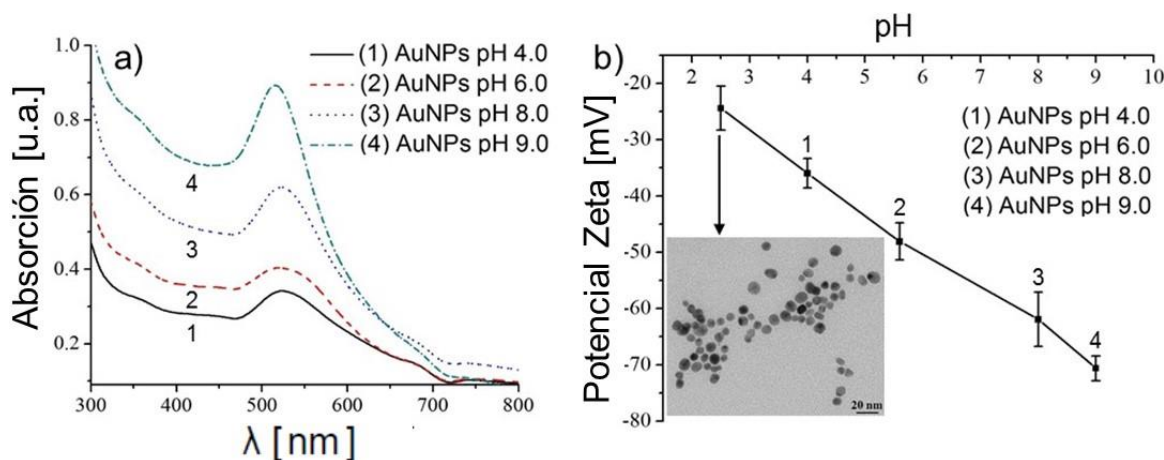 a)
(1) AuNPs pH 4.0
(2) AuNPs pH 6.0
(3) AuNPs pH 8.0
(4) AuNPs pH 9.0
Absorción [u.a.]
1.0
0.8
0.6
0.4
0.2
4
3
2
1
300 400 500 600 700 800
λ [nm]
b)
pH
2 3 4 5 6 7 8 9 10
Potencial Zeta [mV]
-20
-30
-40
-50
-60
-70
-80
(1) AuNPs pH 4.0
(2) AuNPs pH 6.0
(3) AuNPs pH 8.0
(4) AuNPs pH 9.0
1
2
3
4
20 nm